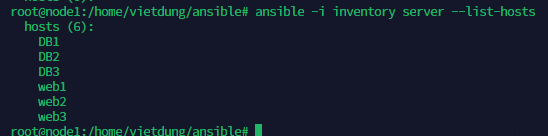 root@node1:/home/vietdung/ansible# ansible -i inventory server --list-hosts
hosts (6):
DB1
DB2
DB3
web1
web2
web3
root@node1:/home/vietdung/ansible#